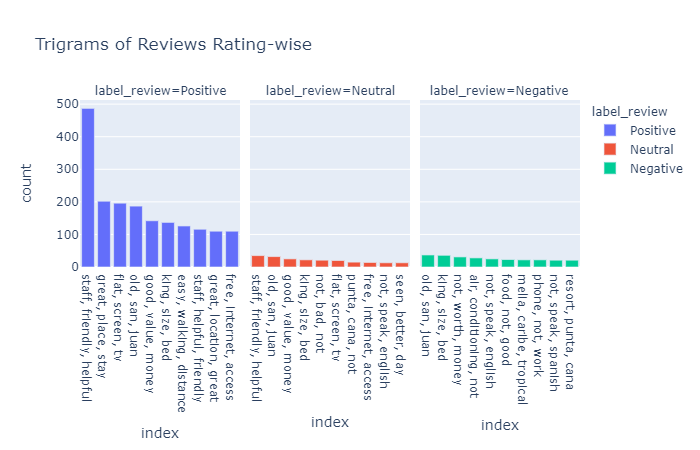 Trigrams of Reviews Rating-wise
label_review=Positive
label_review=Neutral
label_review=Negative
label_review
Positive
Neutral
Negative
count
500
400
300
200
100
0
staff, friendly, helpful
great, place, stay
flat, screen, tv
old, san, juan
good, value, money
king, size, bed
easy, walking, distance
staff, helpful, friendly
great, location, great
free, internet, access
staff, friendly, helpful
old, san, juan
good, value, money
king, size, bed
not, bad, not
flat, screen, tv
punta, cana, not
free, internet, access
not, speak, english
seen, better, day
old, san, juan
king, size, bed
not, worth, money
air, conditioning, not
not, speak, english
food, not, good
melia, caribe, tropical
phone, not, work
not, speak, spanish
resort, punta, cana
index
index
index